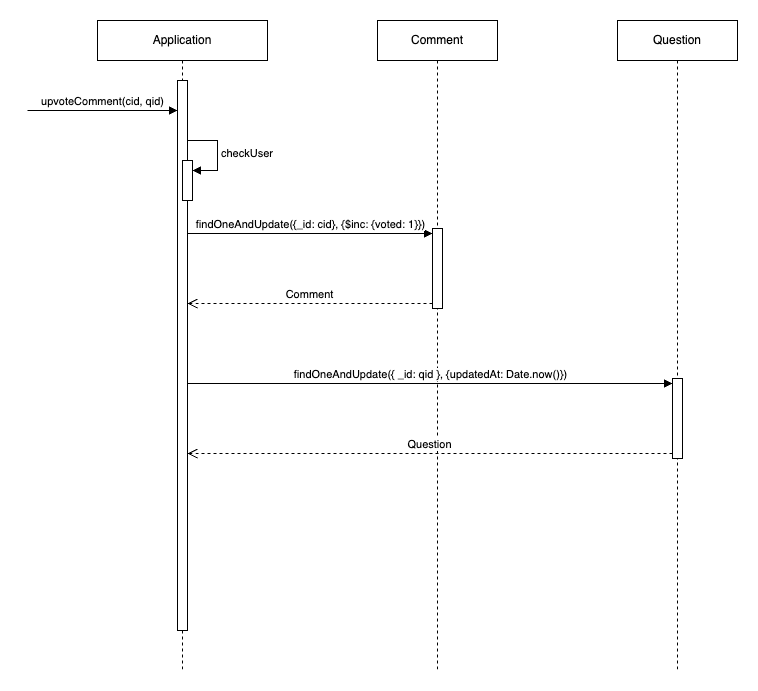 Application
Comment
Question
upvoteComment(cid, qid)
checkUser
findOneAndUpdate({_id: cid}, {$inc: {voted: 1}})
Comment
findOneAndUpdate({ _id: qid }, {updatedAt: Date.now()})
Question